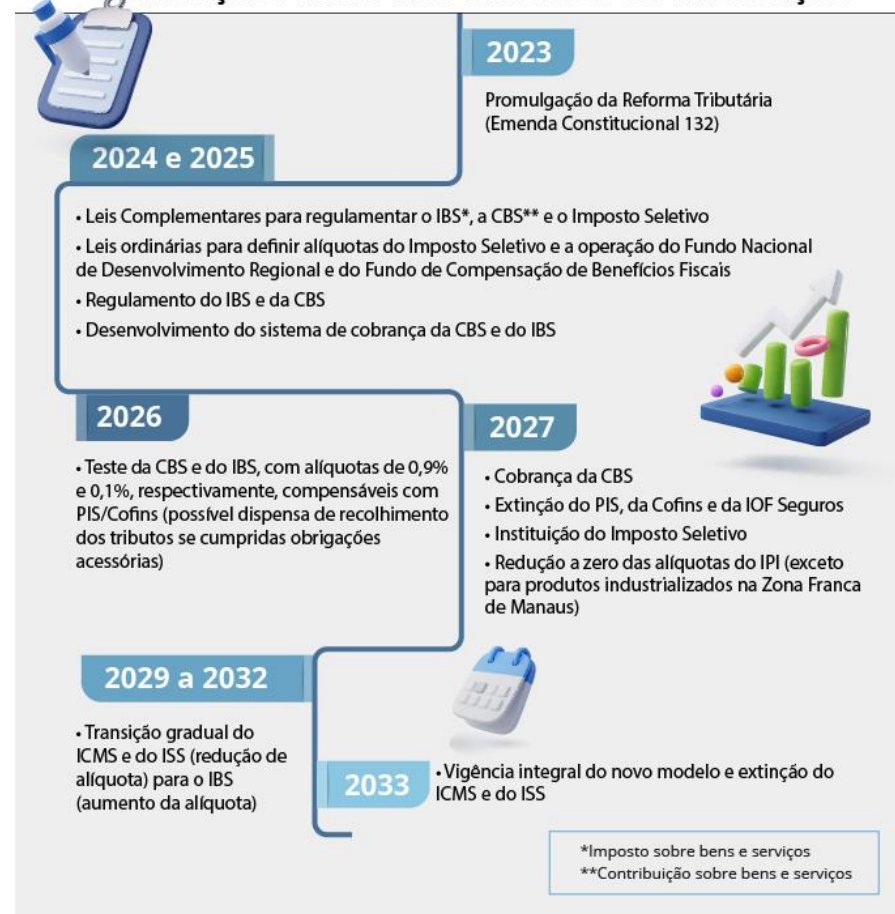 2023
Promulgação da Reforma Tributária
(Emenda Constitucional 132)
2024 e 2025
• Leis Complementares para regulamentar o IBS*, a CBS** e o Imposto Seletivo
• Leis ordinárias para definir alíquotas do Imposto Seletivo e a operação do Fundo Nacional
de Desenvolvimento Regional e do Fundo de Compensação de Benefícios Fiscais
• Regulamento do IBS e da CBS
• Desenvolvimento do sistema de cobrança da CBS e do IBS
2026
• Teste da CBS e do IBS, com alíquotas de 0,9%
e 0,1%, respectivamente, compensáveis com
PIS/Cofins (possível dispensa de recolhimento
dos tributos se cumpridas obrigações
acessórias)
2027
• Cobrança da CBS
• Extinção do PIS, da Cofins e da IOF Seguros
• Instituição do Imposto Seletivo
• Redução a zero das alíquotas do IPI (exceto
para produtos industrializados na Zona Franca
de Manaus)
2029 a 2032
• Transição gradual do
ICMS e do ISS (redução de
alíquota) para o IBS
(aumento da alíquota)
2033
• Vigência integral do novo modelo e extinção do
ICMS e do ISS
*Imposto sobre bens e serviços
**Contribuição sobre bens e serviços